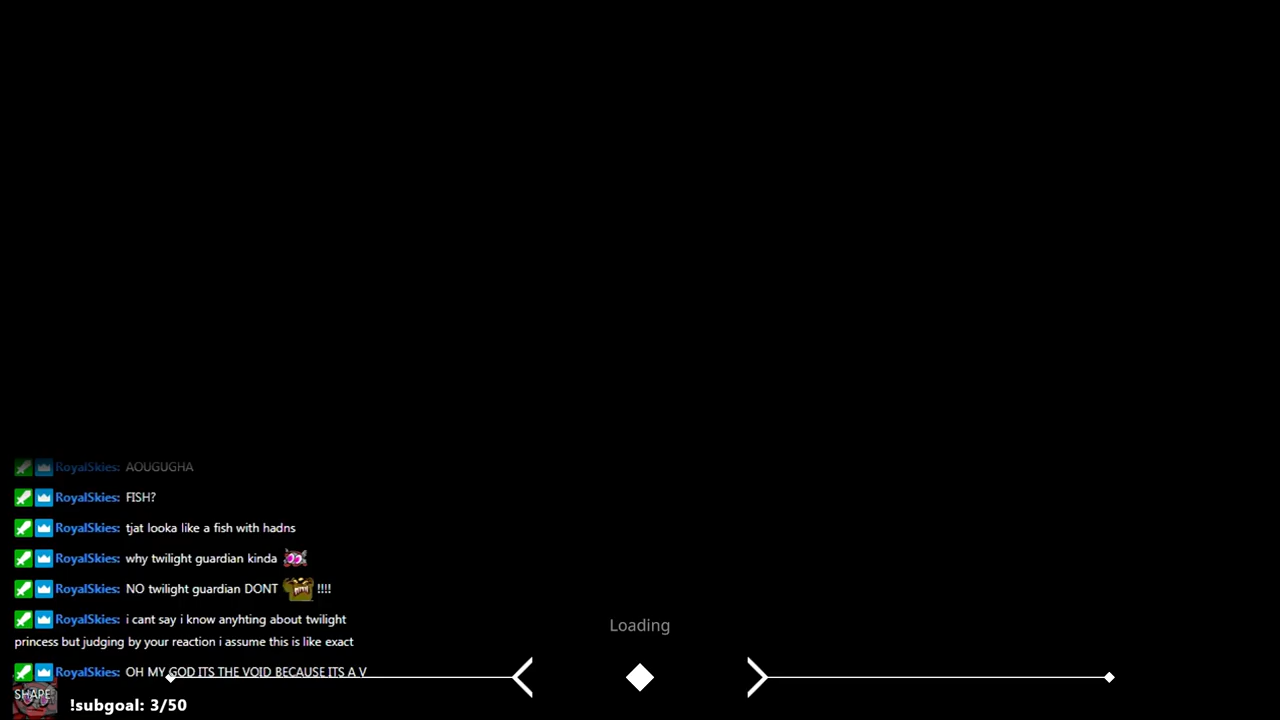 RoyalSkies: AOUGUGHA
RoyalSkies: FISH?
RoyalSkies: tjat looka like a fish with hadns
RoyalSkies: why twilight guardian kinda
RoyalSkies: NO twilight guardian DONT !!!!
RoyalSkies: i cant say i know anyhting about twilight
princess but judging by your reaction i assume this is like exact
Loading
RoyalSkies: OH MY GOD ITS THE VOID BECAUSE ITS A V
SHAPE
!subgoal: 3/50